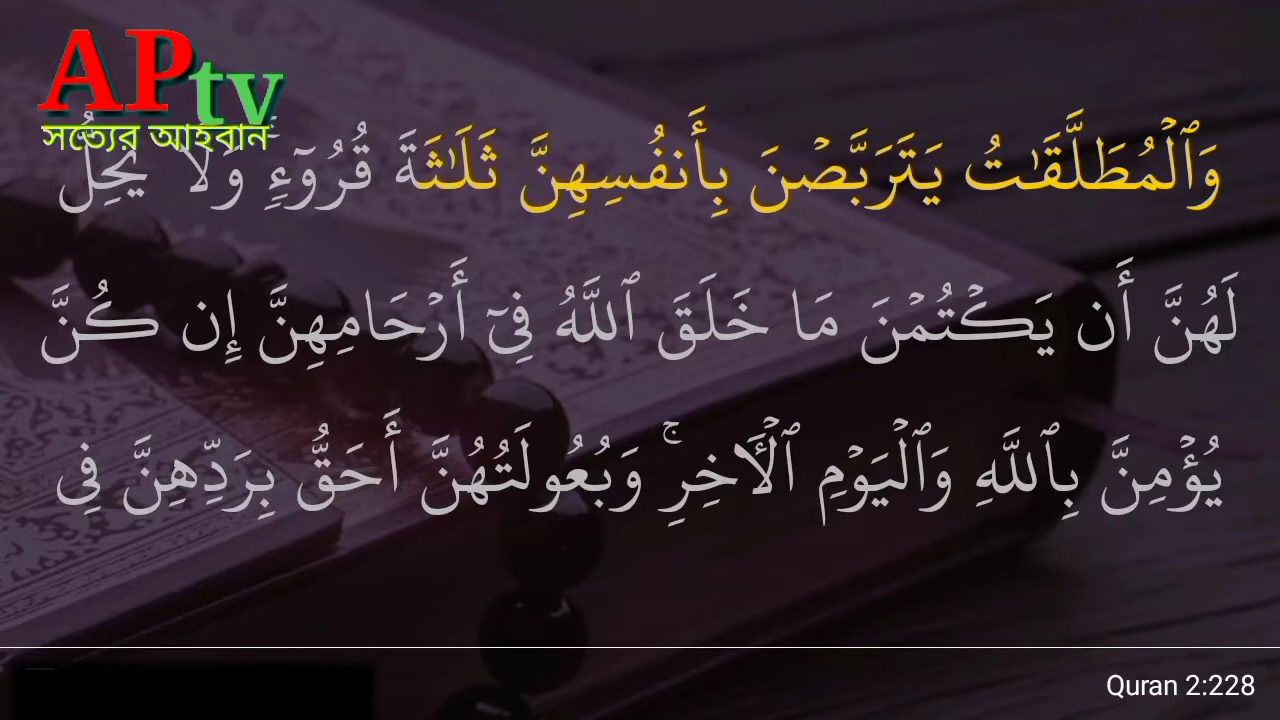 APtv
সত্যের আহবান
وَٱلْمُطَلَّقَٰتُ يَتَرَبَّصْنَ بِأَنفُسِهِنَّ ثَلَٰثَةَ قُرُوٓءٍ ۚ وَلَا يَحِلُّ
لَهُنَّ أَن يَكْتُمْنَ مَا خَلَقَ ٱللَّهُ فِىٓ أَرْحَامِهِنَّ إِن كُنَّ
يُؤْمِنَّ بِٱللَّهِ وَٱلْيَوْمِ ٱلْـَٔاخِرِ ۚ وَبُعُولَتُهُنَّ أَحَقُّ بِرَدِّهِنَّ فِى
Quran 2:228